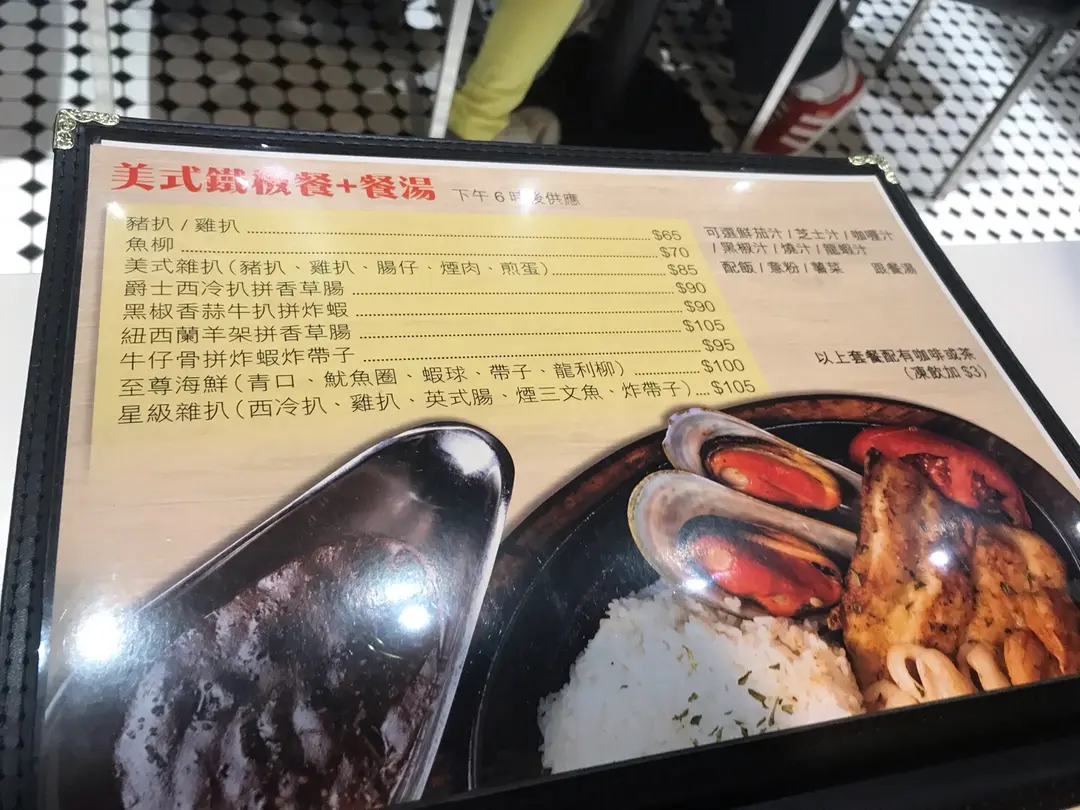 美式鐵板餐+餐湯 下午6時後供應
豬扒 / 雞扒 $65
魚柳 $70
美式雜扒(豬扒、雞扒、腸仔、煙肉、煎蛋) $85
爵士西冷扒拼香草腸 $90
黑椒香蒜牛扒拼炸蝦 $90
紐西蘭羊架拼香草腸 $105
牛仔骨拼炸蝦炸帶子 $95
至尊海鮮(青口、魷魚圈、蝦球、帶子、龍利柳) $100
星級雜扒(西冷扒、雞扒、英式腸、煙三文魚、炸帶子) $105
可選鮮茄汁 / 芝士汁 / 咖喱汁
/ 黑椒汁 / 燒汁 / 龍蝦汁
配飯 / 意粉 / 薯菜 跟餐湯
以上套餐配有咖啡或茶
(凍飲加 $3)